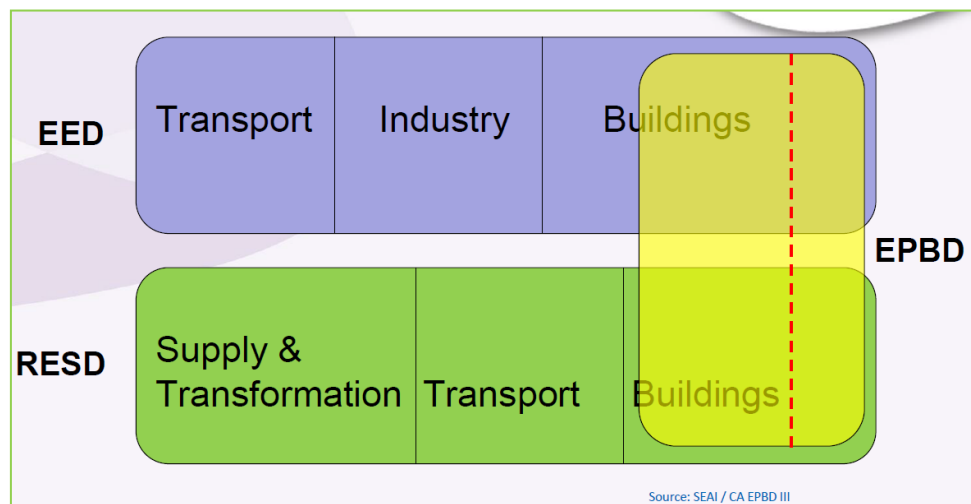 EED
Transport
Industry
Buildings
EPBD
RESD
Supply &
Transformation
Transport
Buildings
Source: SEAI / CA EPBD III